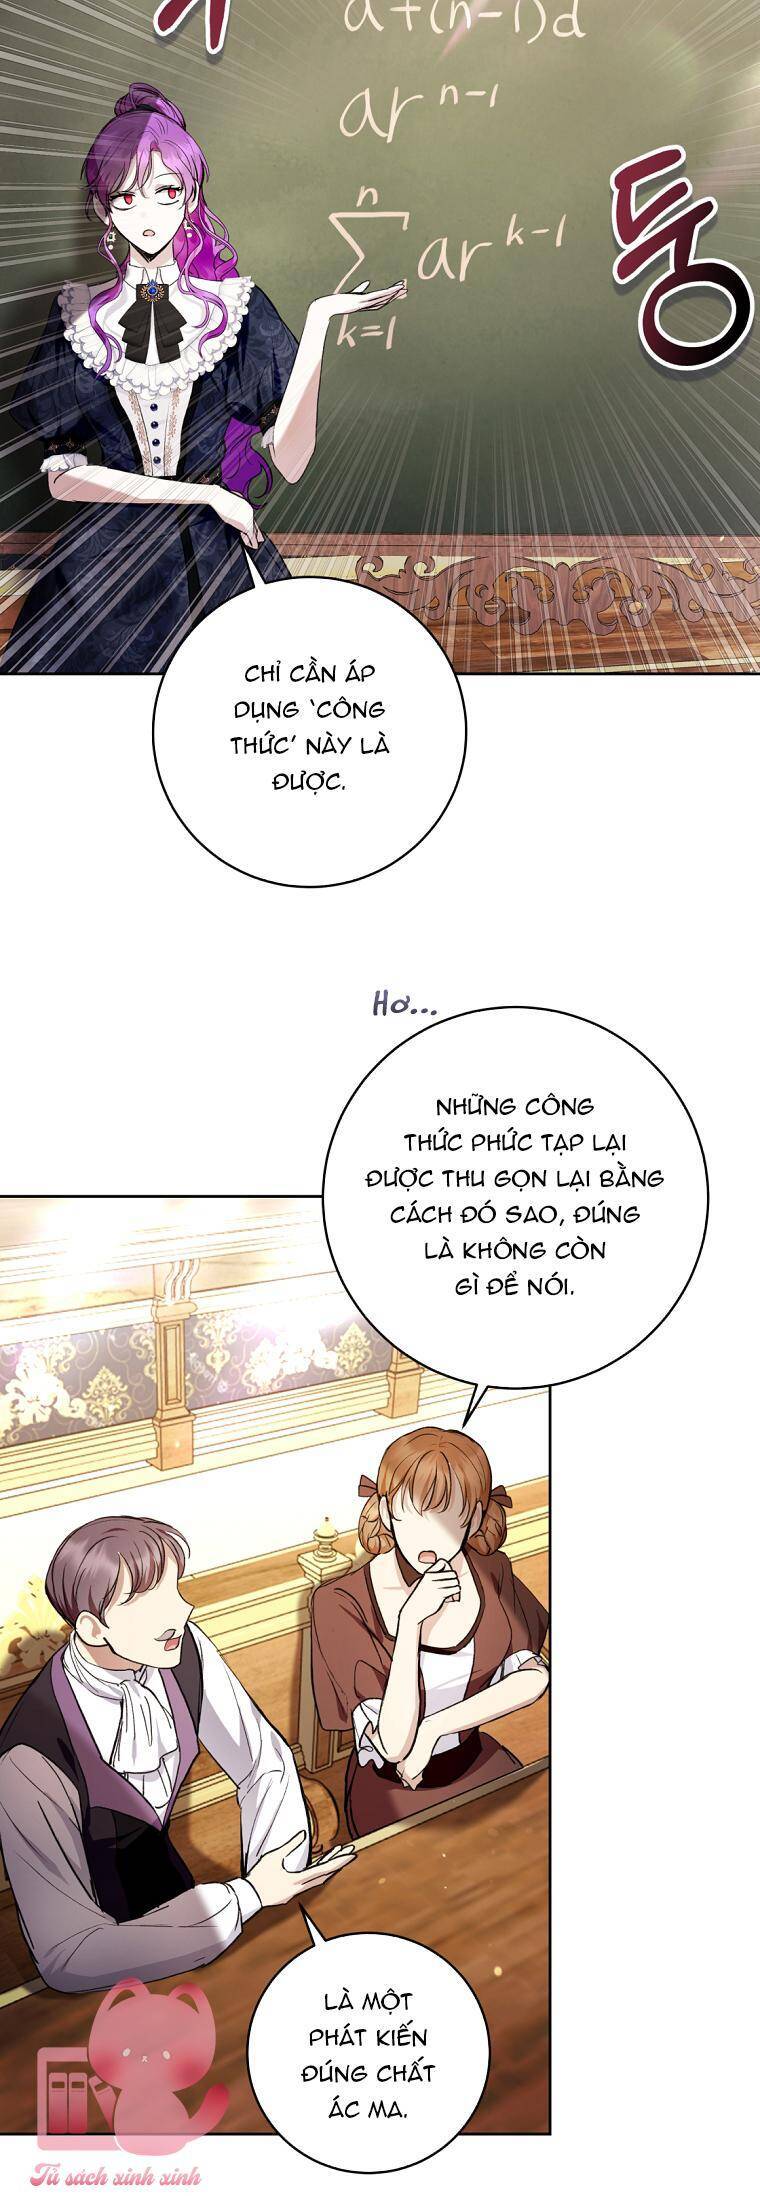 a+(n-1)d
ar^{n-1}
n
∑ ar^{k-1}
k=1
둥
CHỈ CẦN ÁP
DỤNG ‘CÔNG
THỨC’ NÀY LÀ
ĐƯỢC.
Hơ...
NHỮNG CÔNG
THỨC PHỨC TẠP LẠI
ĐƯỢC THU GỌN LẠI BẰNG
CÁCH ĐÓ SAO, ĐÚNG
LÀ KHÔNG CÒN
GÌ ĐỂ NÓI.
LÀ MỘT
PHÁT KIẾN
ĐÚNG CHẤT
ÁC MA.
Tủ sách xinh xinh